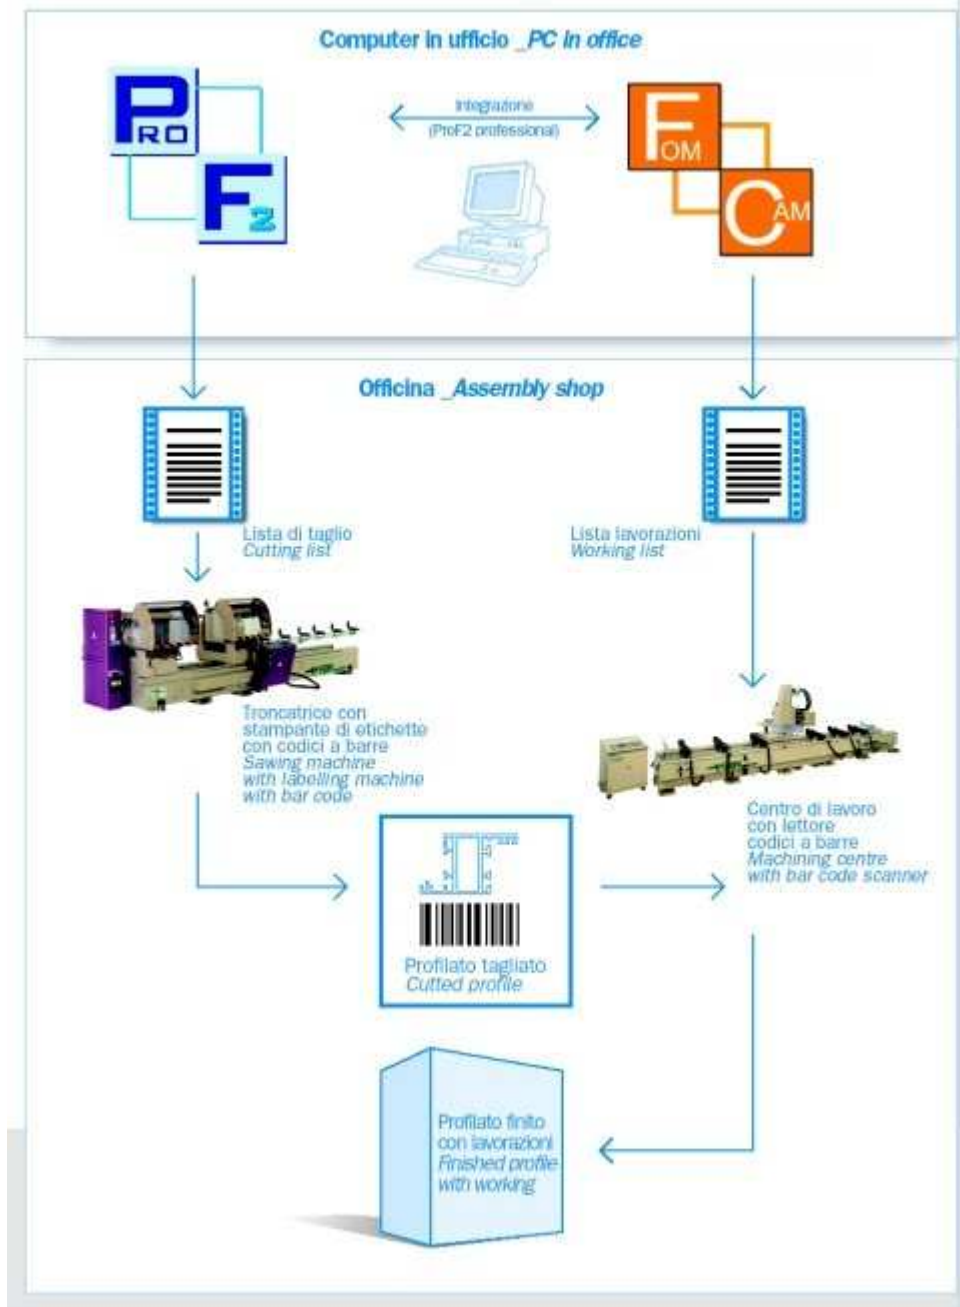 Computer in ufficio _PC in office
PRO
F2
Integrazione
(ProF2 professional)
FOM
CAM
Officina _Assembly shop
Lista di taglio
Cutting list
Lista lavorazioni
Working list
Troncatrice con
stampante di etichette
con codici a barre
Sawing machine
with labelling machine
with bar code
Centro di lavoro
con lettore
codici a barre
Machining centre
with bar code scanner
Profilato tagliato
Cutted profile
Profilato finito
con lavorazioni
Finished profile
with working